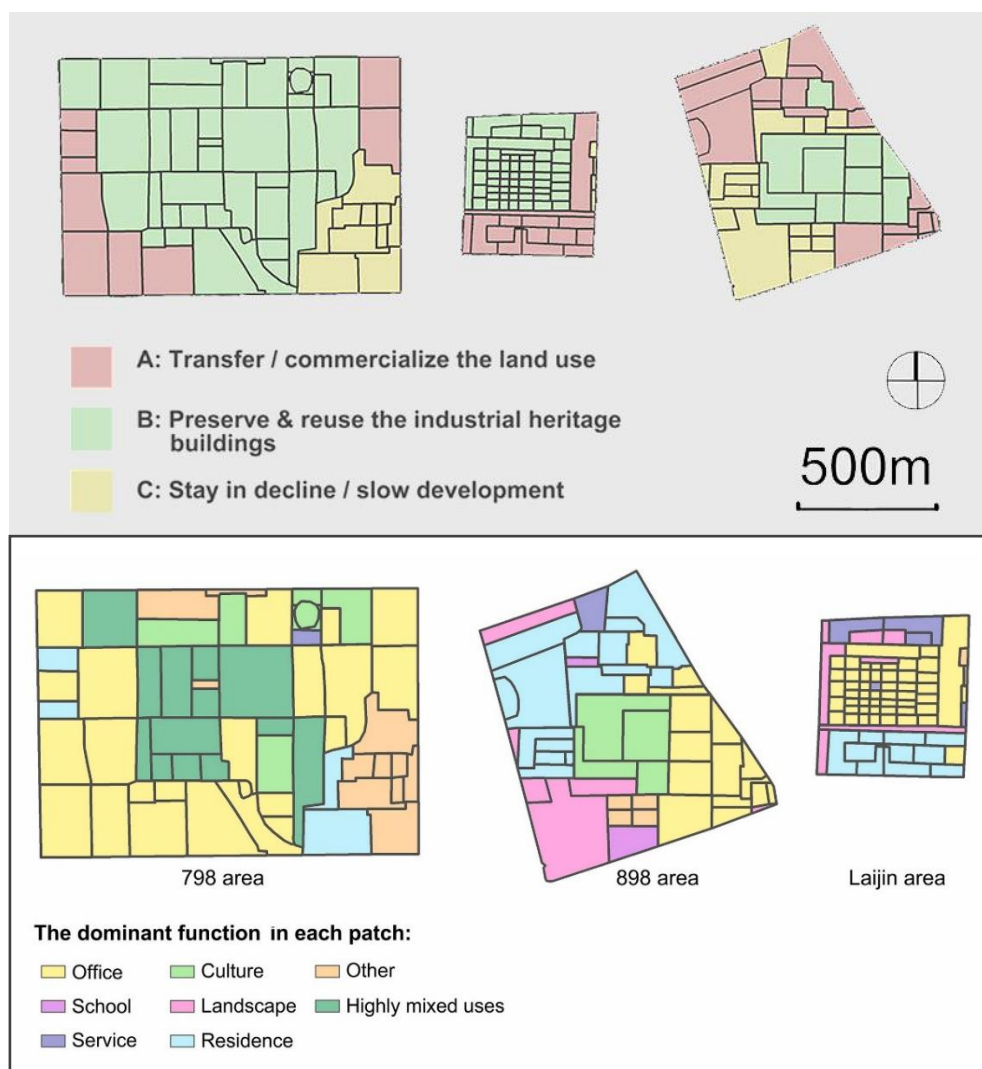 A: Transfer / commercialize the land use
B: Preserve & reuse the industrial heritage
buildings
C: Stay in decline / slow development
500m
798 area
898 area
Laijin area
The dominant function in each patch:
Office
Culture
Other
School
Landscape
Highly mixed uses
Service
Residence